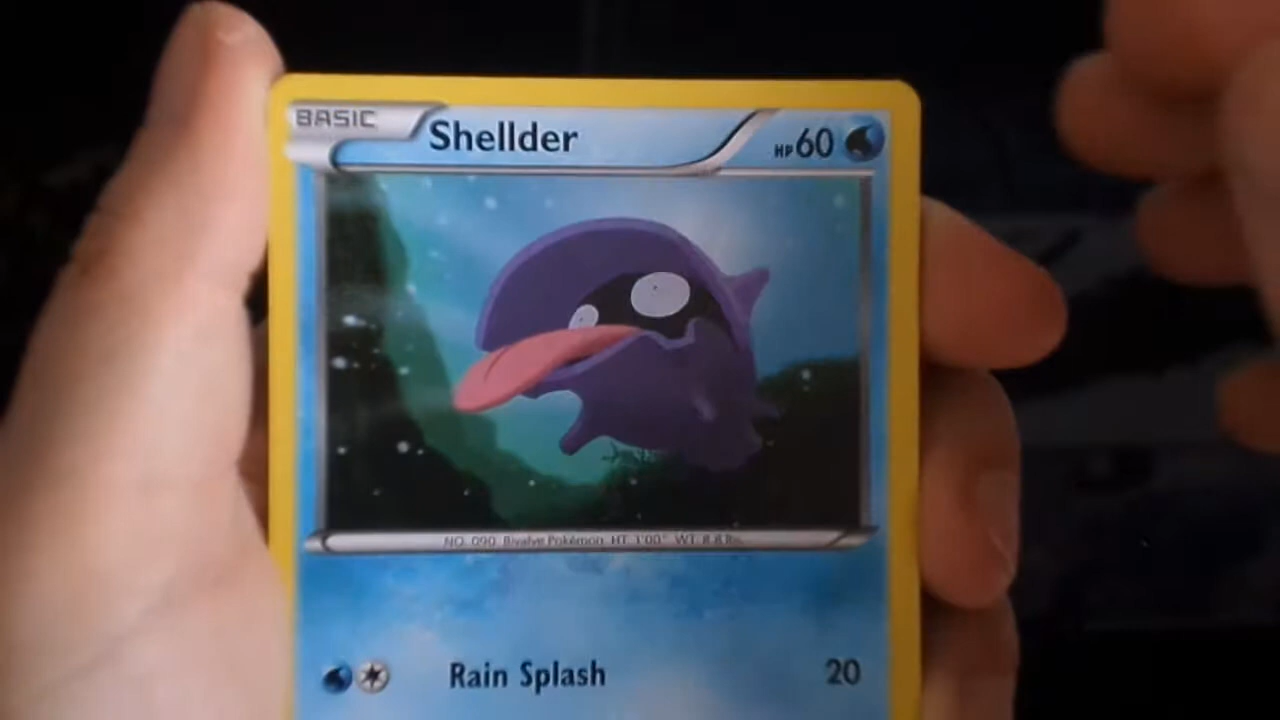 BASIC
Shellder
HP60
NO. 090 Bivalve Pokémon HT 1'00" WT 8.8 lbs.
Rain Splash
20